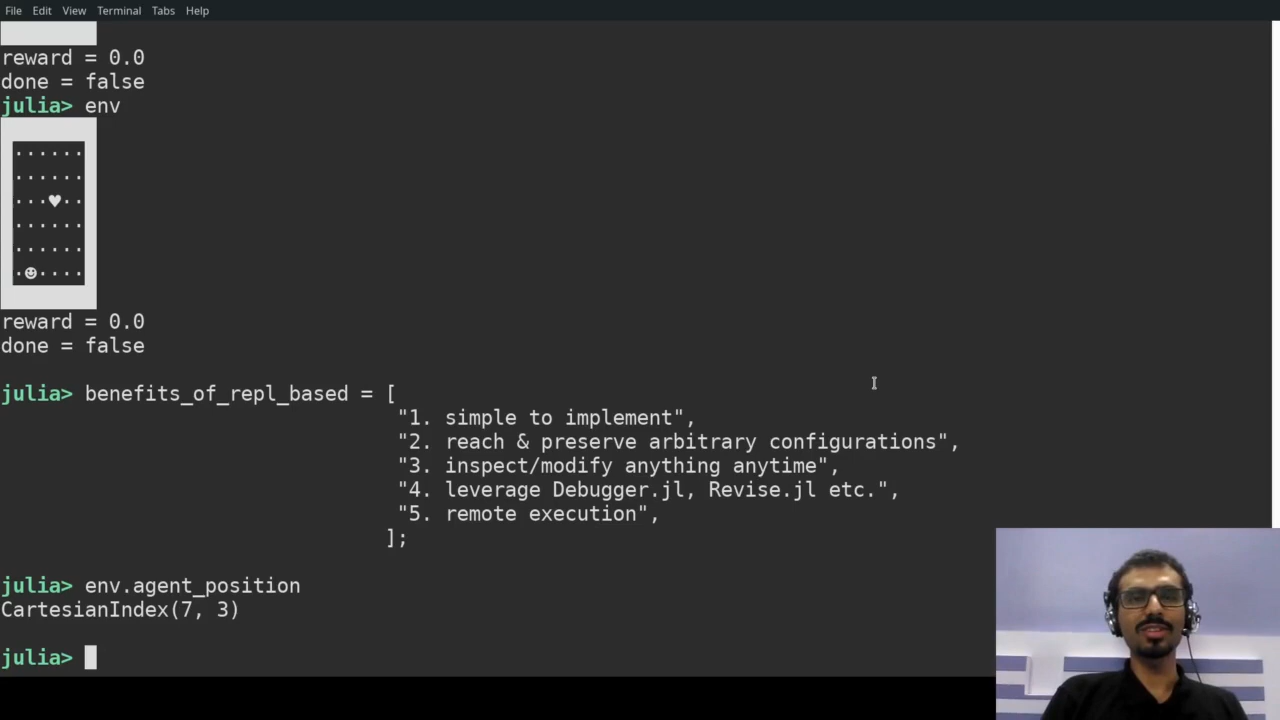 File Edit View Terminal Tabs Help
reward = 0.0
done = false
julia> env
······
······
···♥··
······
······
·☻····
reward = 0.0
done = false
julia> benefits_of_repl_based = [
"1. simple to implement",
"2. reach & preserve arbitrary configurations",
"3. inspect/modify anything anytime",
"4. leverage Debugger.jl, Revise.jl etc.",
"5. remote execution",
];
julia> env.agent_position
CartesianIndex(7, 3)
julia>